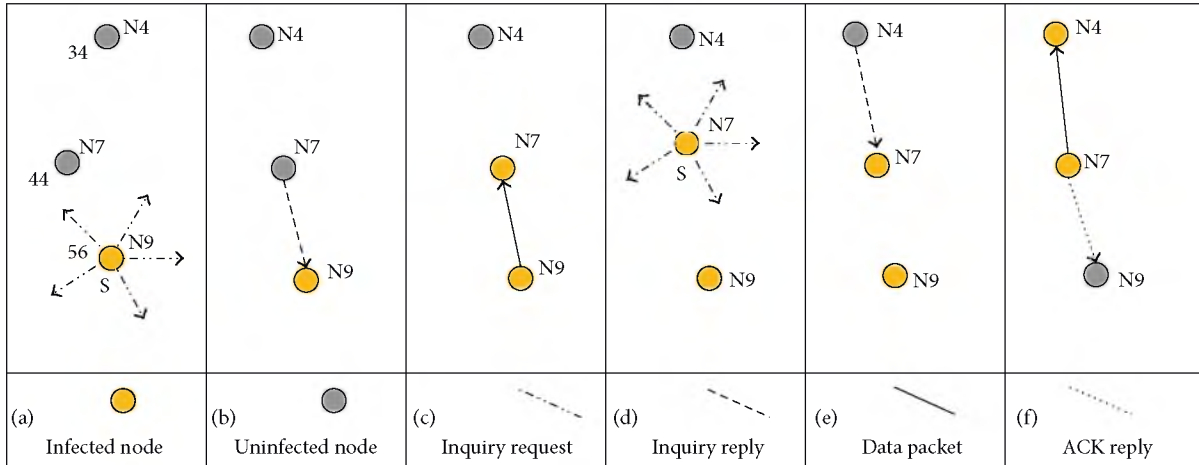 N4
34
N7
44
56
N9
S
N4
N7
N9
N4
N7
N9
N4
N7
S
N9
N4
N7
N9
N4
N7
N9
(a)
Infected node
(b)
Uninfected node
(c)
Inquiry request
(d)
Inquiry reply
(e)
Data packet
(f)
ACK reply